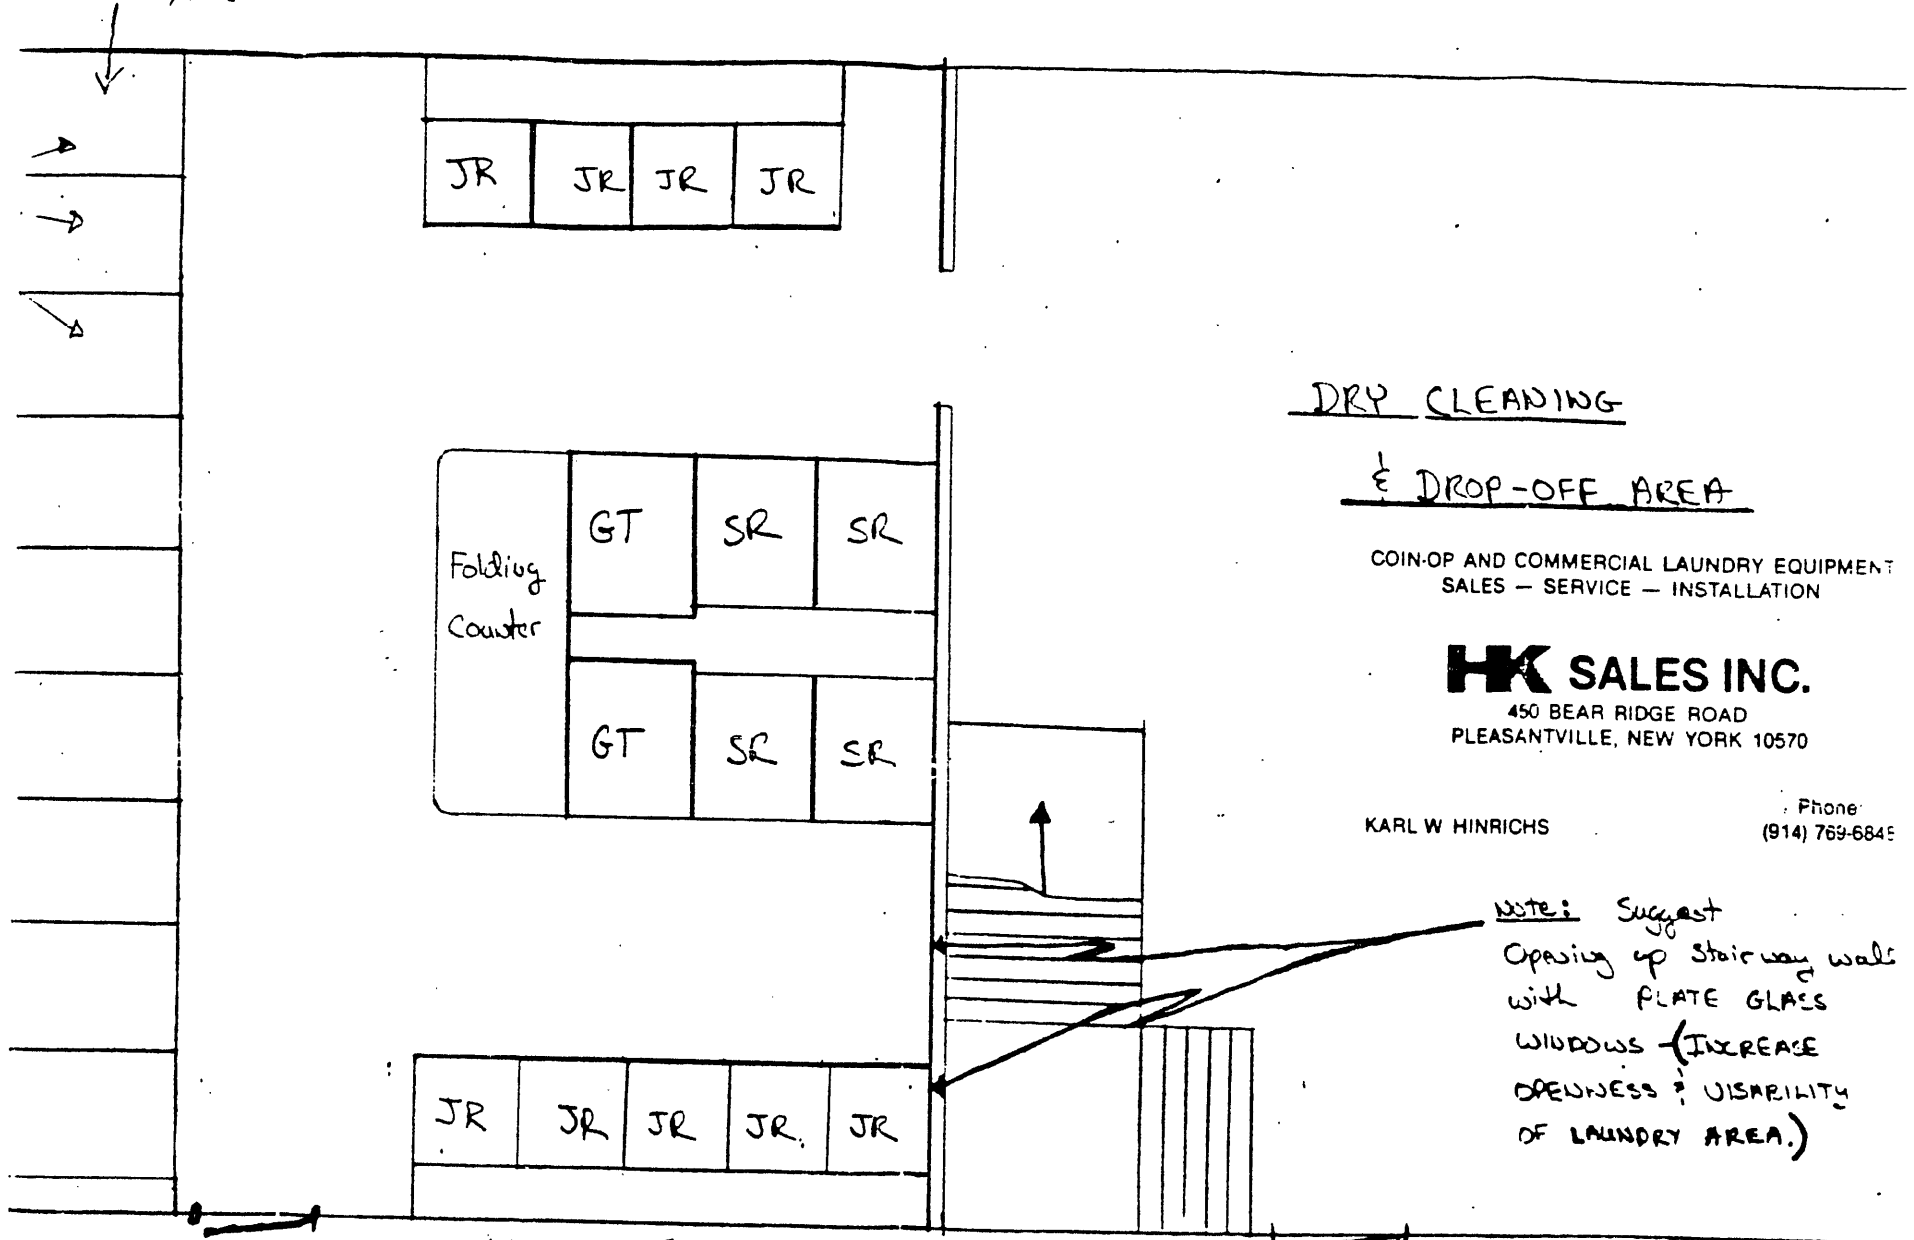 JR JR JR JR
DRY CLEANING
& DROP-OFF AREA
GT SR SR
Folding
Counter
GT SR SR
COIN-OP AND COMMERCIAL LAUNDRY EQUIPMENT
SALES — SERVICE — INSTALLATION
HK SALES INC.
450 BEAR RIDGE ROAD
PLEASANTVILLE, NEW YORK 10570
KARL W HINRICHS
Phone
(914) 769-6845
Note: Suggest
Opening up stairway wall
with PLATE GLASS
WINDOWS - (INCREASE
OPENNESS & VISABILITY
OF LAUNDRY AREA.)
JR JR JR JR JR